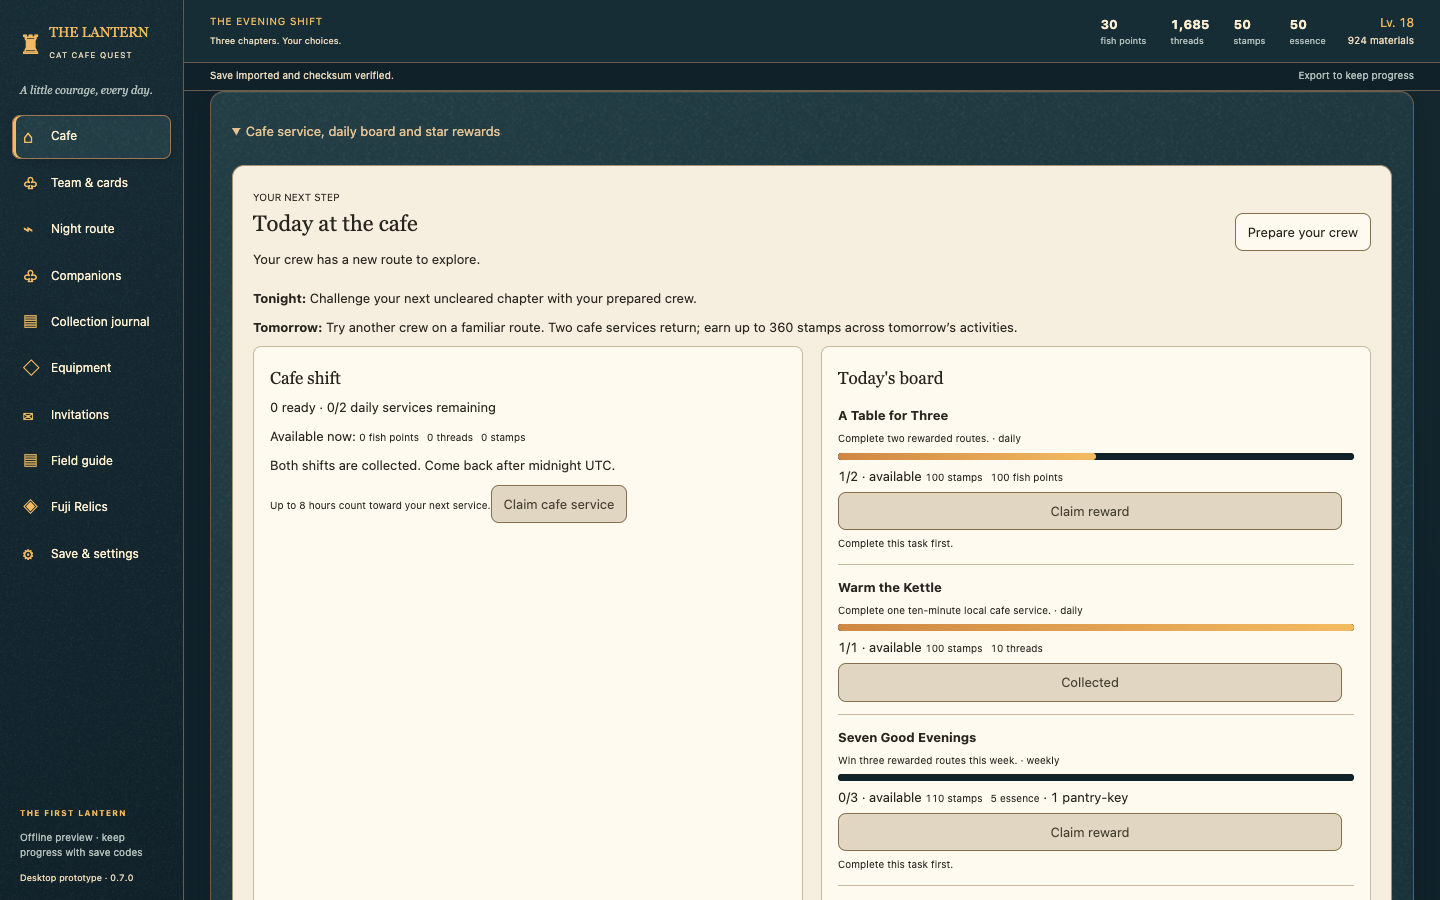 THE LANTERN
CAT CAFE QUEST
A little courage, every day.
Cafe
Team & cards
Night route
Companions
Collection journal
Equipment
Invitations
Field guide
Fuji Relics
Save & settings
THE FIRST LANTERN
Offline preview · keep
progress with save codes
Desktop prototype · 0.7.0
THE EVENING SHIFT
Three chapters. Your choices.
30 fish points
1,685 threads
50 stamps
50 essence
Lv. 18
924 materials
Save imported and checksum verified.
Export to keep progress
▼ Cafe service, daily board and star rewards
YOUR NEXT STEP
Today at the cafe
Your crew has a new route to explore.
Prepare your crew
Tonight: Challenge your next uncleared chapter with your prepared crew.
Tomorrow: Try another crew on a familiar route. Two cafe services return; earn up to 360 stamps across tomorrow’s activities.
Cafe shift
0 ready · 0/2 daily services remaining
Available now: 0 fish points 0 threads 0 stamps
Both shifts are collected. Come back after midnight UTC.
Up to 8 hours count toward your next service. Claim cafe service
Today's board
A Table for Three
Complete two rewarded routes. · daily
1/2 · available 100 stamps 100 fish points
Claim reward
Complete this task first.
Warm the Kettle
Complete one ten-minute local cafe service. · daily
1/1 · available 100 stamps 10 threads
Collected
Seven Good Evenings
Win three rewarded routes this week. · weekly
0/3 · available 110 stamps 5 essence · 1 pantry-key
Claim reward
Complete this task first.